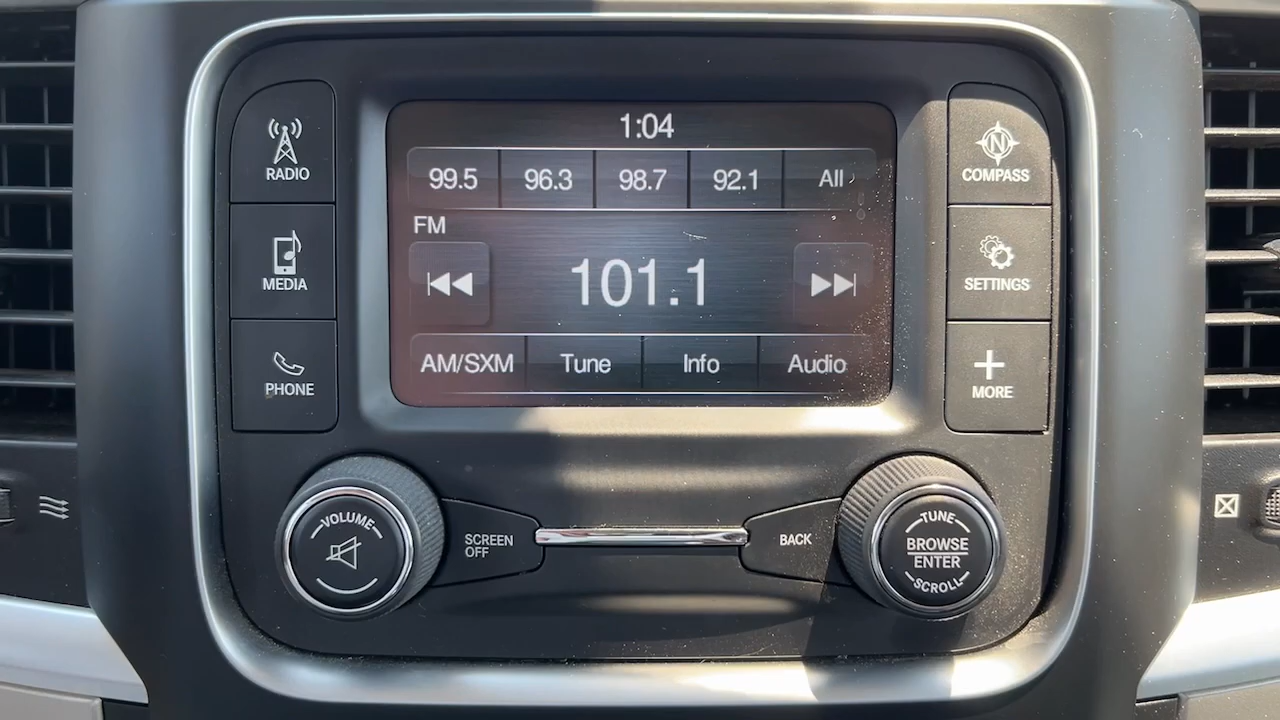 1:04
99.5 96.3 98.7 92.1 All
FM
101.1
AM/SXM Tune Info Audio
RADIO
MEDIA
PHONE
N
COMPASS
SETTINGS
MORE
VOLUME
SCREEN
OFF
BACK
TUNE
BROWSE
ENTER
SCROLL